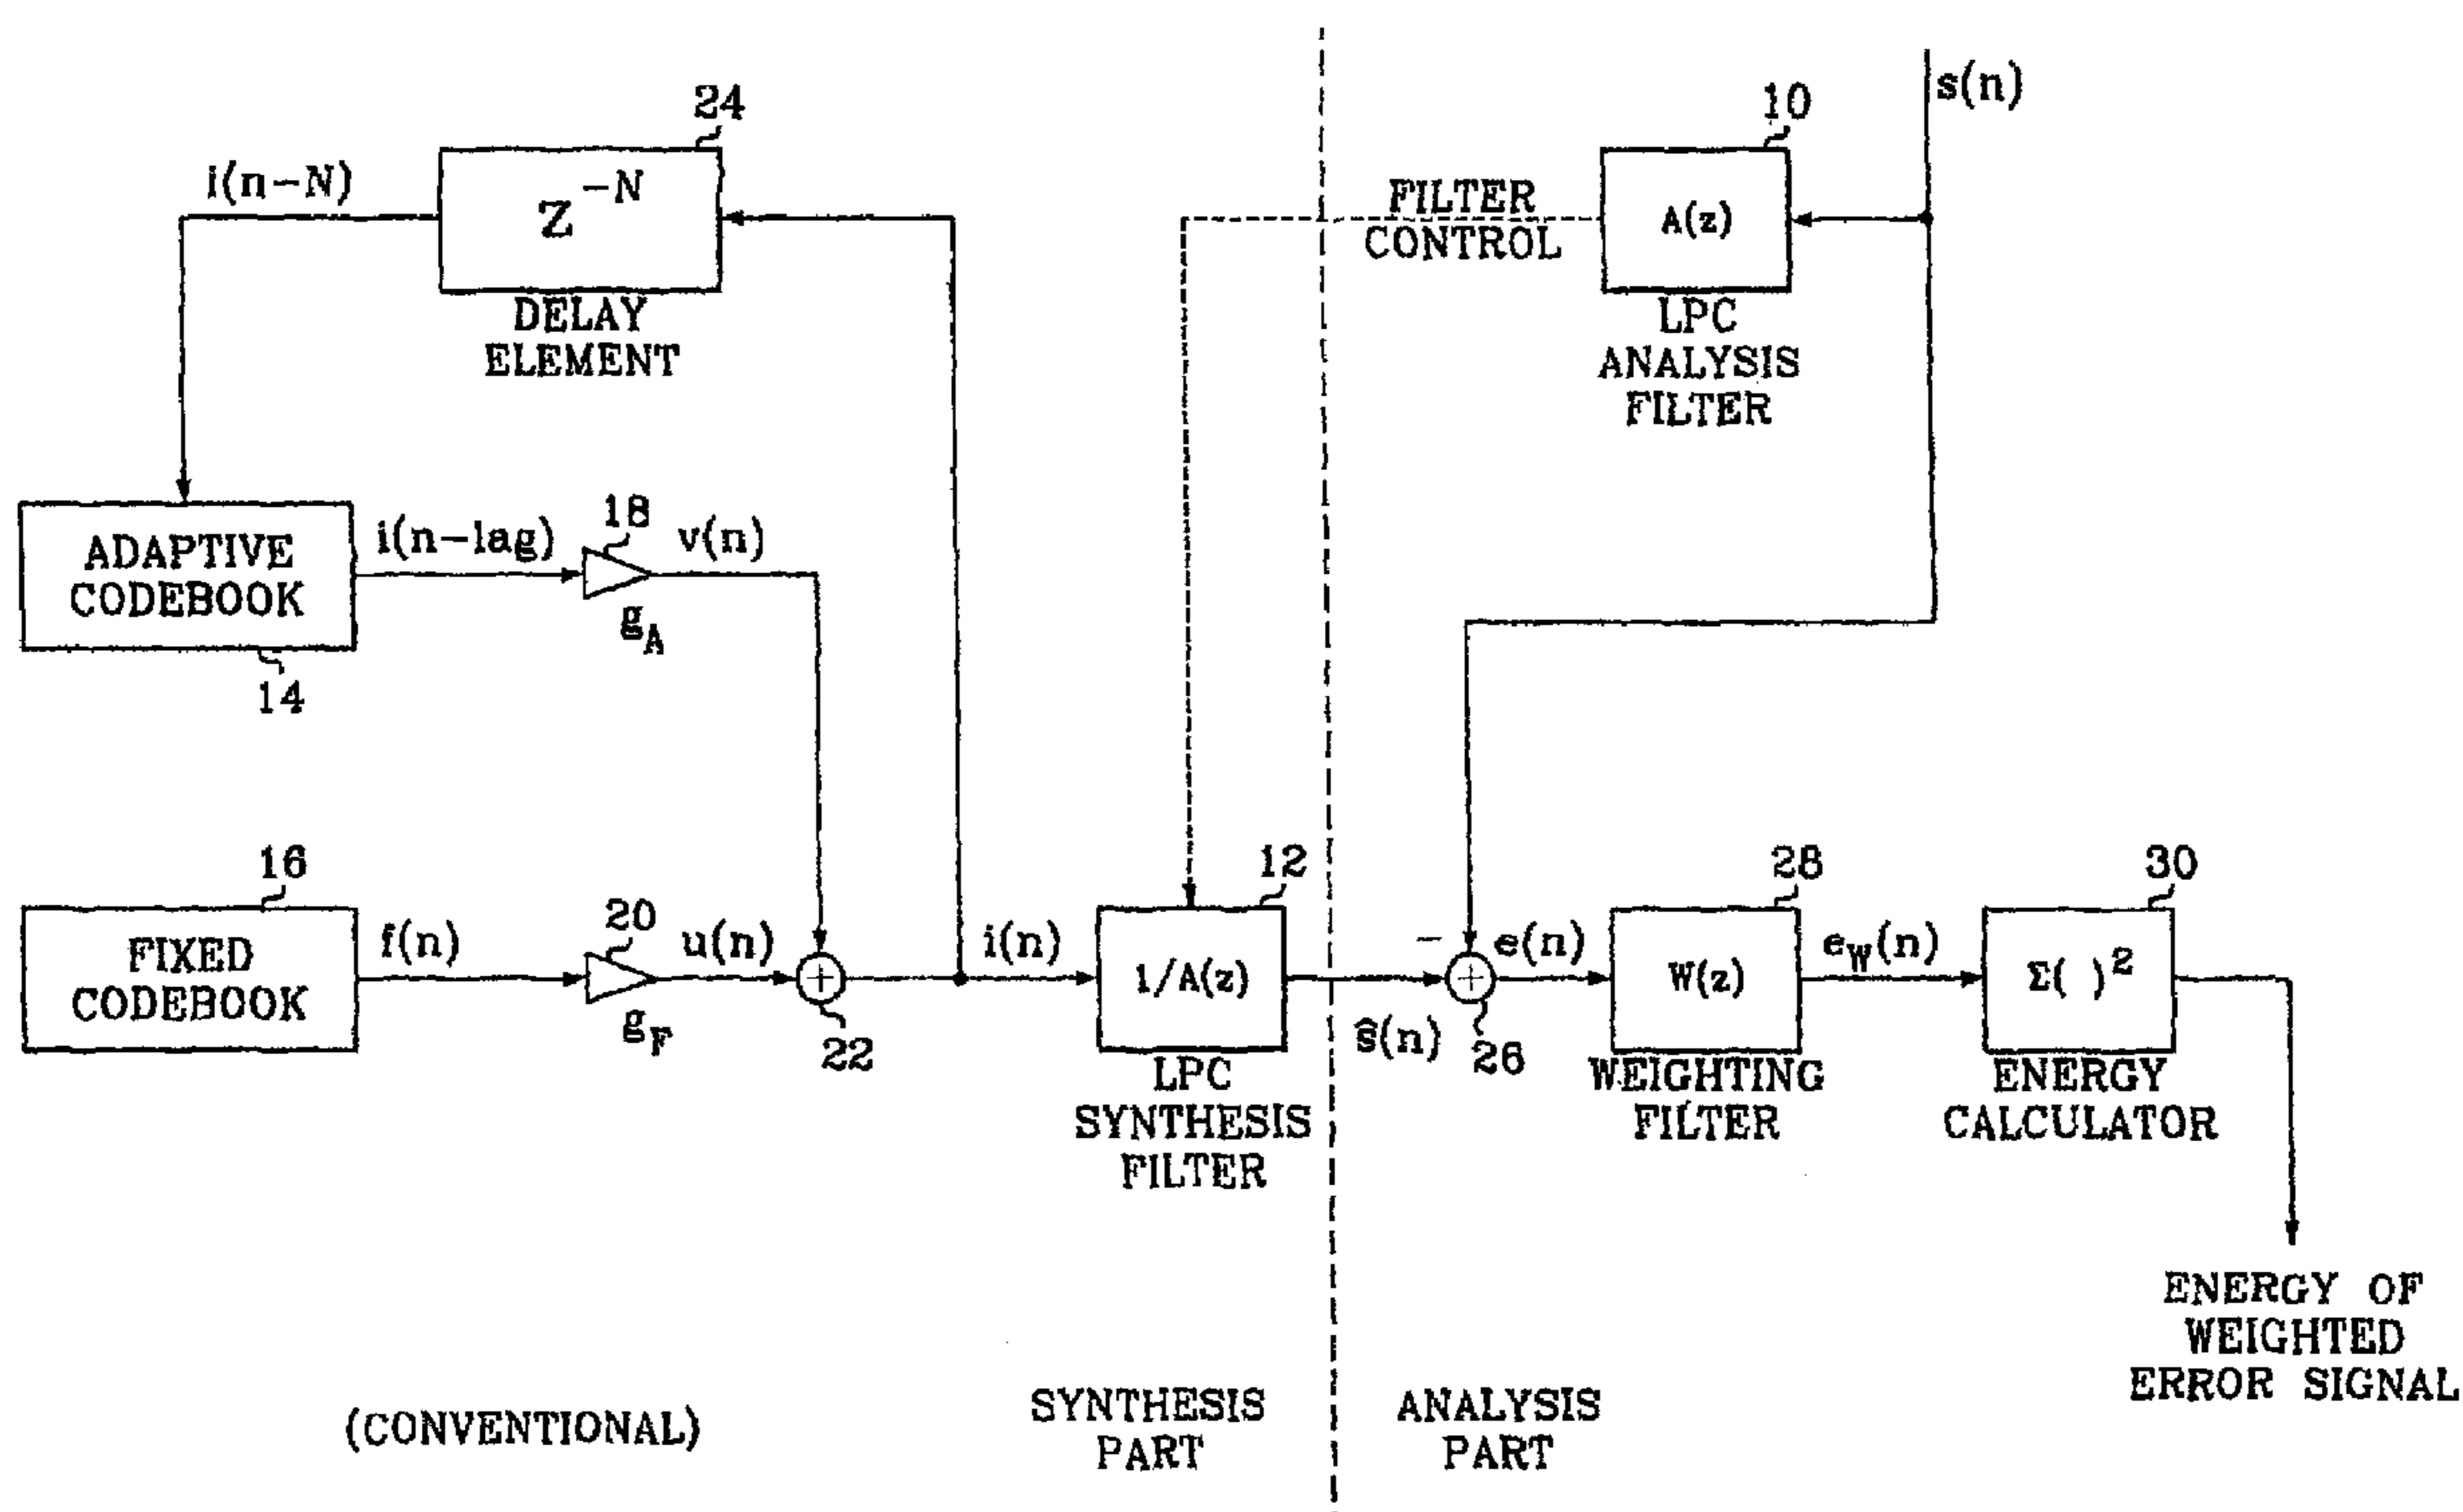 24
10
s(n)
i(n-N)
Z^-N
FILTER
CONTROL
A(z)
DELAY
ELEMENT
LPC
ANALYSIS
FILTER
ADAPTIVE
CODEBOOK
i(n-lag)
18
v(n)
g_A
14
16
FIXED
CODEBOOK
f(n)
20
u(n)
g_F
+
22
i(n)
12
1/A(z)
LPC
SYNTHESIS
FILTER
ŝ(n)
-
+
26
e(n)
28
W(z)
WEIGHTING
FILTER
e_W(n)
30
Σ( )²
ENERGY
CALCULATOR
ENERGY OF
WEIGHTED
ERROR SIGNAL
(CONVENTIONAL)
SYNTHESIS
PART
ANALYSIS
PART